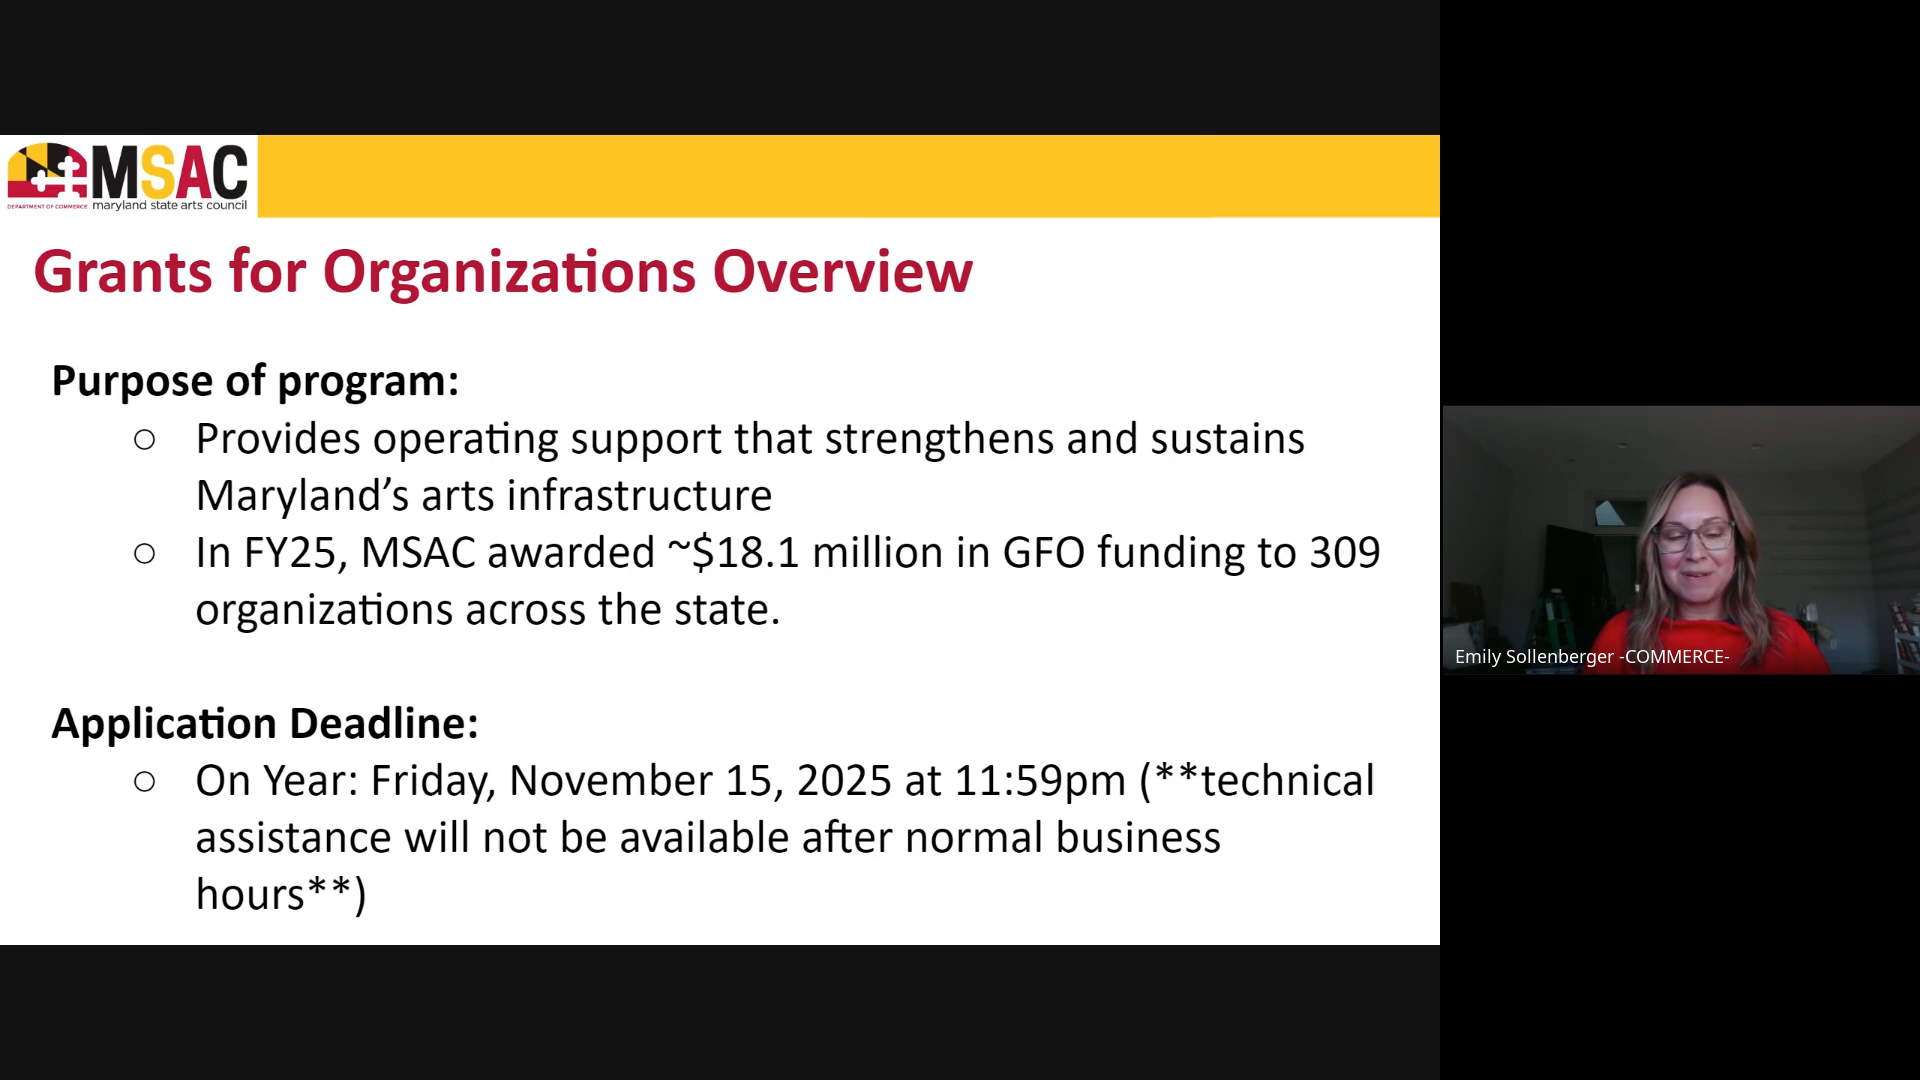 MSAC
DEPARTMENT OF COMMERCE maryland state arts council
Grants for Organizations Overview
Purpose of program:
○ Provides operating support that strengthens and sustains
Maryland’s arts infrastructure
○ In FY25, MSAC awarded ~$18.1 million in GFO funding to 309
organizations across the state.
Application Deadline:
○ On Year: Friday, November 15, 2025 at 11:59pm (**technical
assistance will not be available after normal business
hours**)
Emily Sollenberger -COMMERCE-